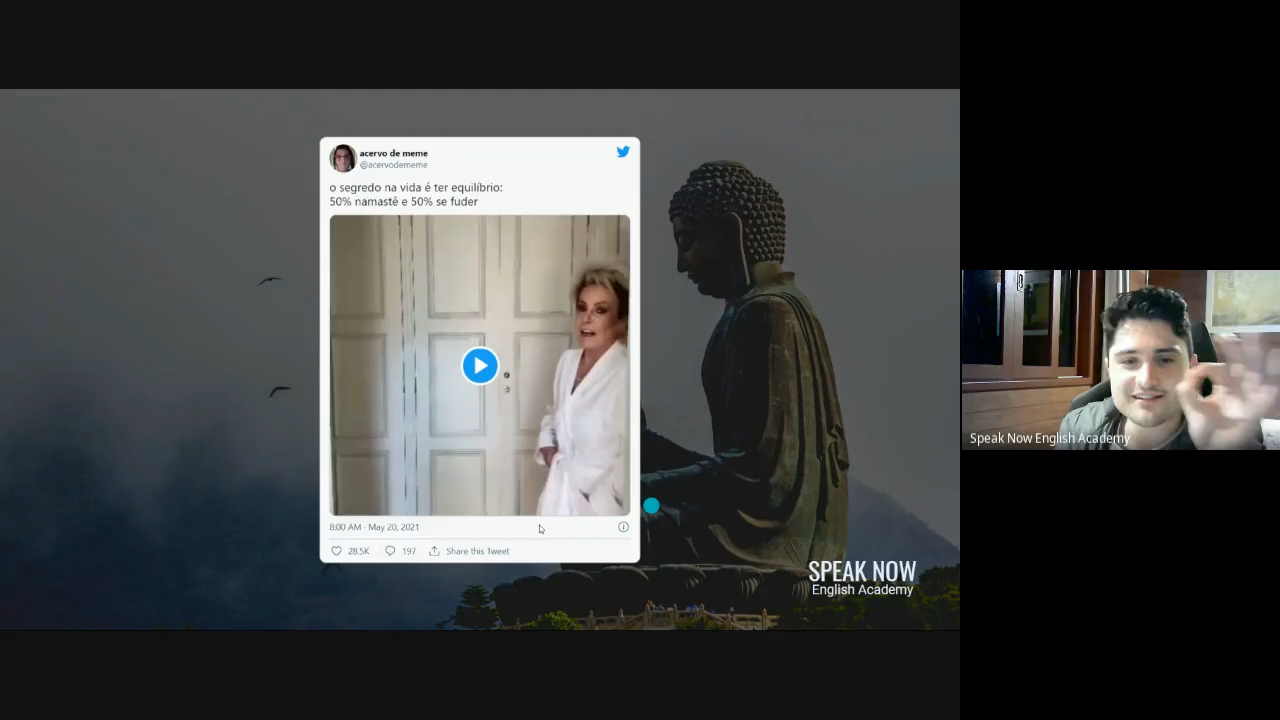 acervo de meme
@acervodememe
o segredo na vida é ter equilíbrio:
50% namastê e 50% se fuder
8:00 AM · May 20, 2021
28.5K
197
Share this Tweet
SPEAK NOW
English Academy
Speak Now English Academy